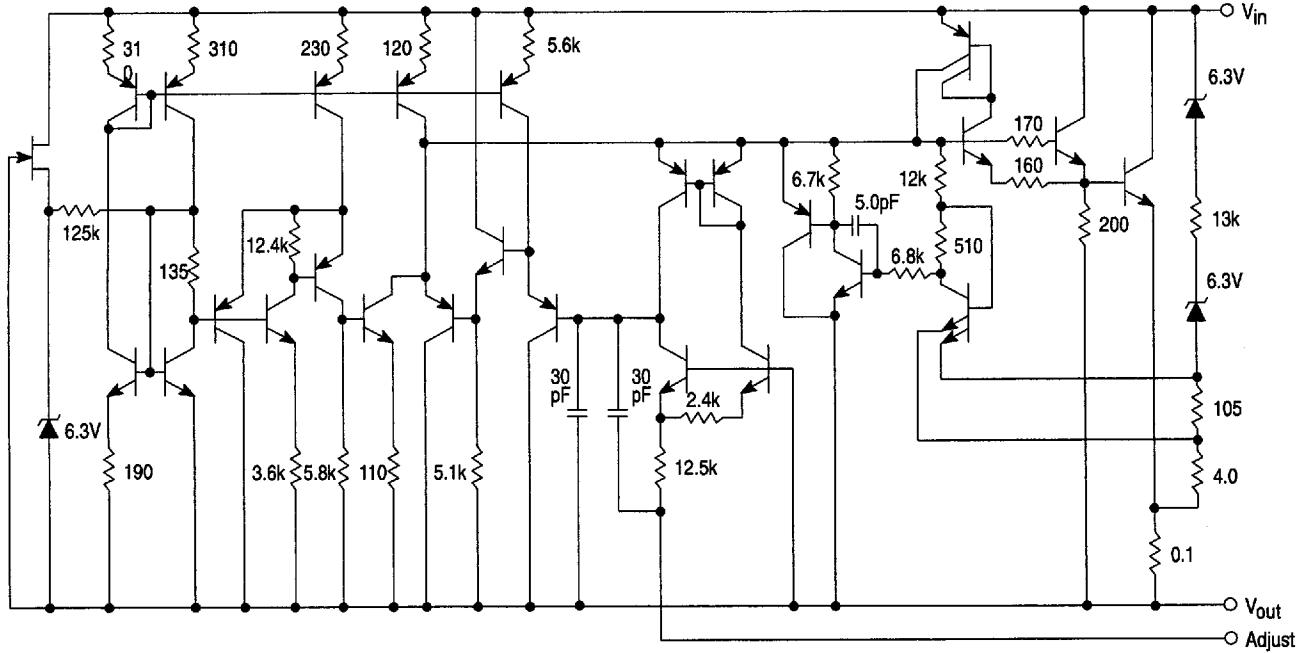 Vin
31
0
310
230
120
5.6k
6.3V
170
160
6.7k
12k
5.0pF
125k
12.4k
6.8k
510
200
13k
135
6.3V
30
pF
30
pF
2.4k
105
6.3V
190
3.6k
5.8k
110
5.1k
12.5k
4.0
0.1
Vout
Adjust